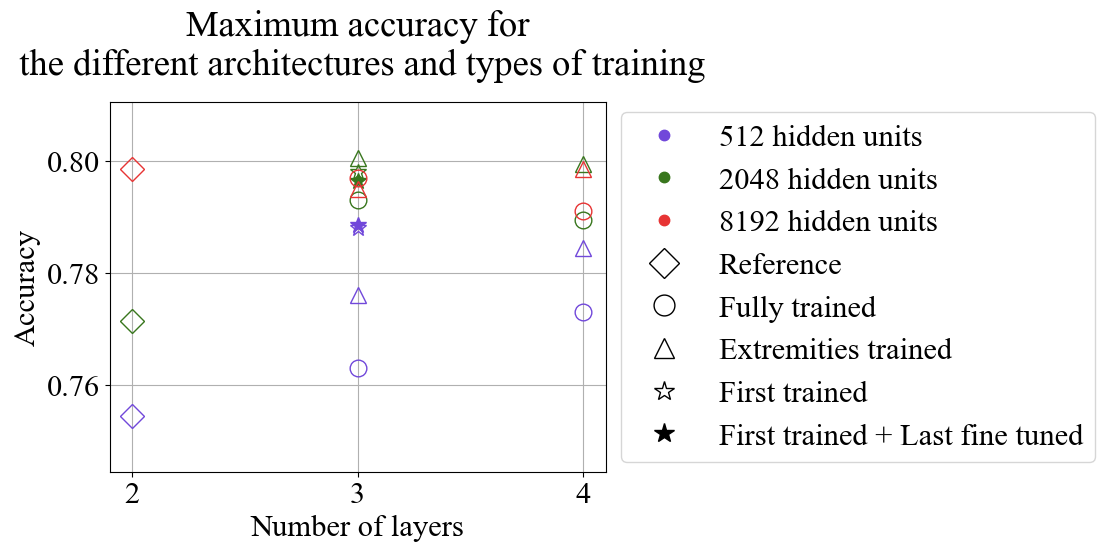 Maximum accuracy for
the different architectures and types of training
0.80
0.78
0.76
Accuracy
2
3
4
Number of layers
512 hidden units
2048 hidden units
8192 hidden units
Reference
Fully trained
Extremities trained
First trained
First trained + Last fine tuned